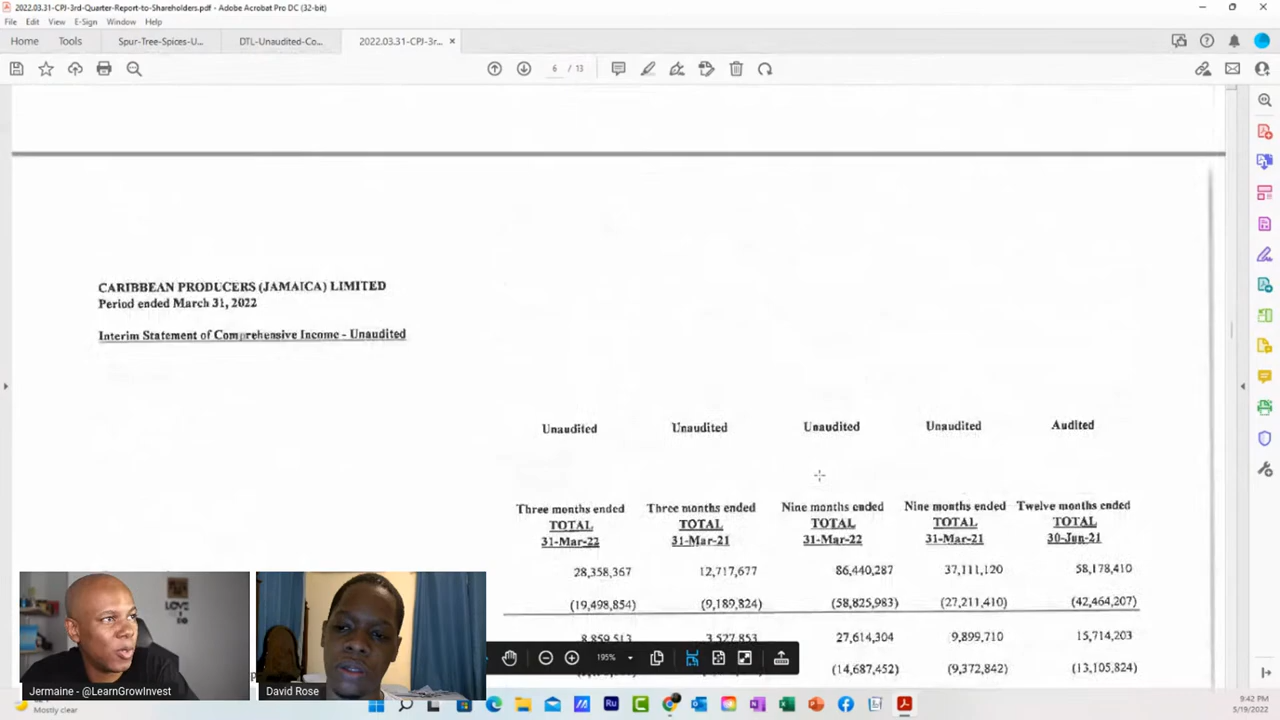 2022.03.31-CPJ-3rd-Quarter-Report-to-Shareholders.pdf - Adobe Acrobat Pro DC (32-bit)
File Edit View E-Sign Window Help
Home Tools Spur-Tree-Spices-U... DTL-Unaudited-Co... 2022.03.31-CPJ-3r...
6 / 13
CARIBBEAN PRODUCERS (JAMAICA) LIMITED
Period ended March 31, 2022
Interim Statement of Comprehensive Income - Unaudited
Unaudited Unaudited Unaudited Unaudited Audited
Three months ended Three months ended Nine months ended Nine months ended Twelve months ended
TOTAL TOTAL TOTAL TOTAL TOTAL
31-Mar-22 31-Mar-21 31-Mar-22 31-Mar-21 30-Jun-21
28,358,367 12,717,677 86,440,287 37,111,120 58,178,410
(19,498,854) (9,189,824) (58,825,983) (27,211,410) (42,464,207)
8,859,513 3,527,853 27,614,304 9,899,710 15,714,203
(14,687,452) (9,372,842) (13,105,824)
195%
LOVE
Jermaine - @LearnGrowInvest David Rose
Mostly clear
9:42 PM
5/19/2022